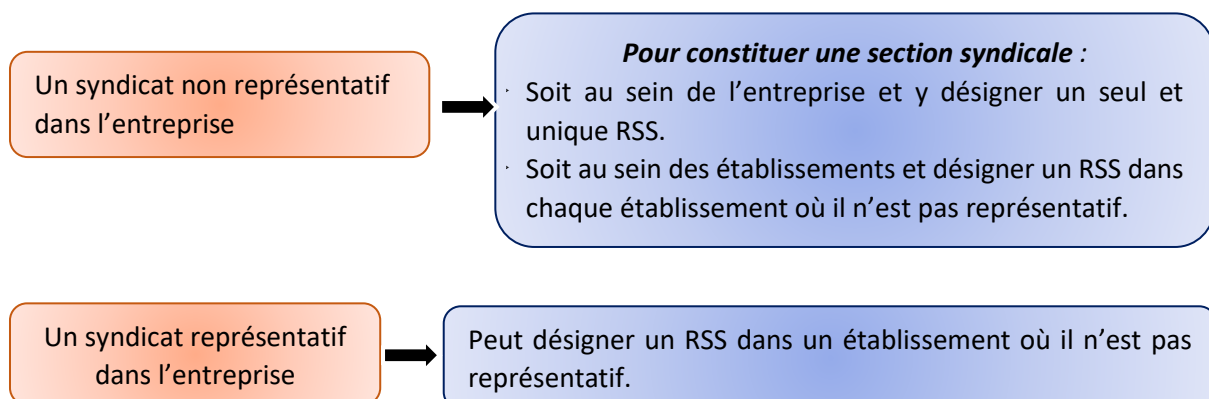 Un syndicat non représentatif
dans l’entreprise
Pour constituer une section syndicale :
Soit au sein de l’entreprise et y désigner un seul et
unique RSS.
Soit au sein des établissements et désigner un RSS dans
chaque établissement où il n’est pas représentatif.
Un syndicat représentatif
dans l’entreprise
Peut désigner un RSS dans un établissement où il n’est pas
représentatif.